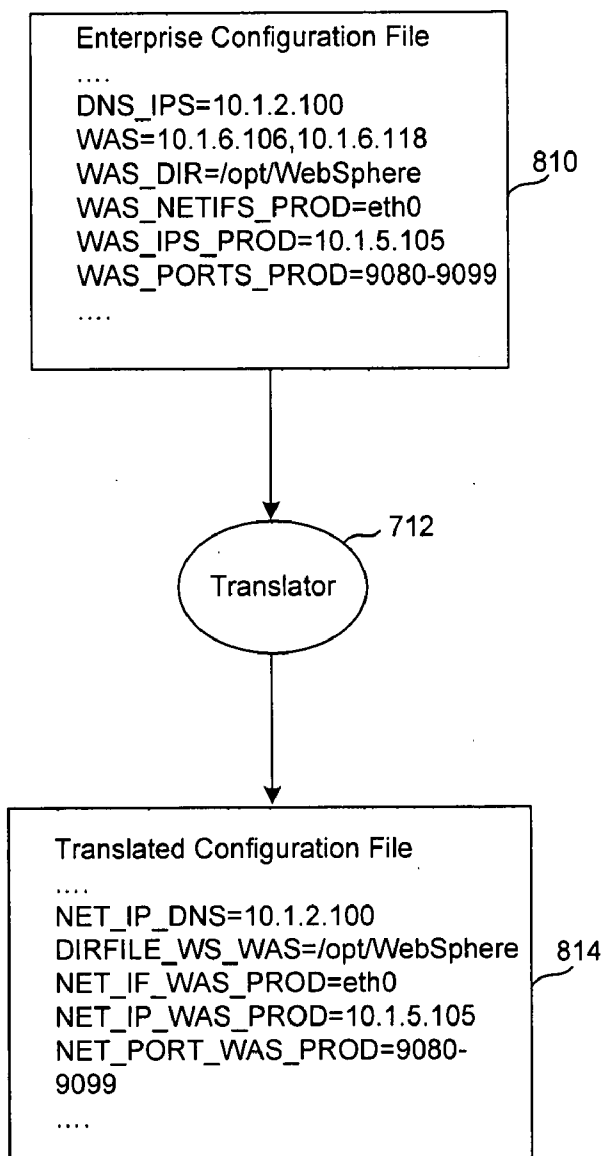 Enterprise Configuration File
....
DNS_IPS=10.1.2.100
WAS=10.1.6.106,10.1.6.118
WAS_DIR=/opt/WebSphere
WAS_NETIFS_PROD=eth0
WAS_IPS_PROD=10.1.5.105
WAS_PORTS_PROD=9080-9099
....
810
712
Translator
Translated Configuration File
....
NET_IP_DNS=10.1.2.100
DIRFILE_WS_WAS=/opt/WebSphere
NET_IF_WAS_PROD=eth0
NET_IP_WAS_PROD=10.1.5.105
NET_PORT_WAS_PROD=9080-
9099
....
814